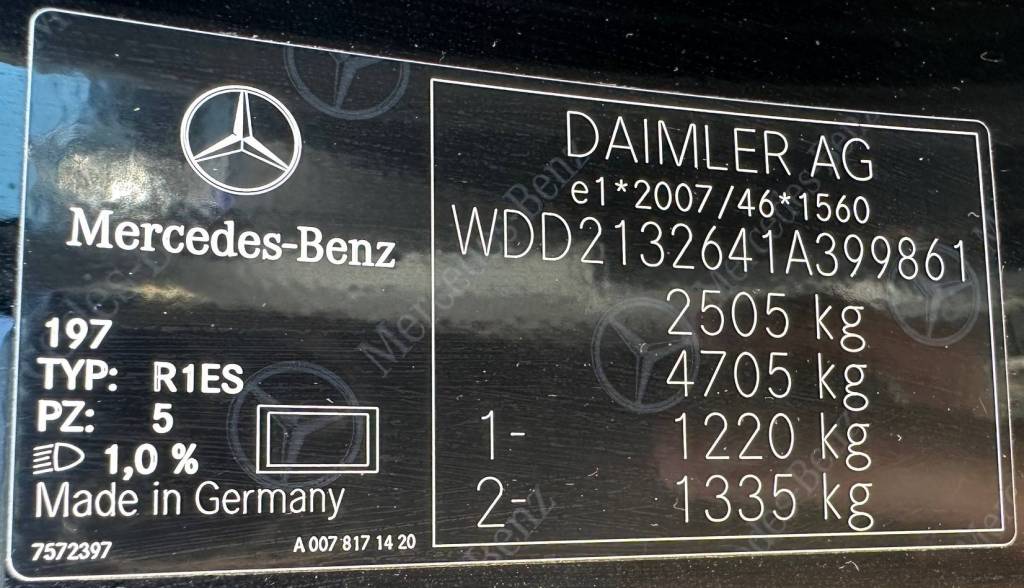 Mercedes-Benz
197
TYP: R1ES
PZ: 5
1,0 %
Made in Germany
7572397
A 007 817 14 20
DAIMLER AG
e1*2007/46*1560
WDD2132641A399861
2505 kg
4705 kg
1- 1220 kg
2- 1335 kg